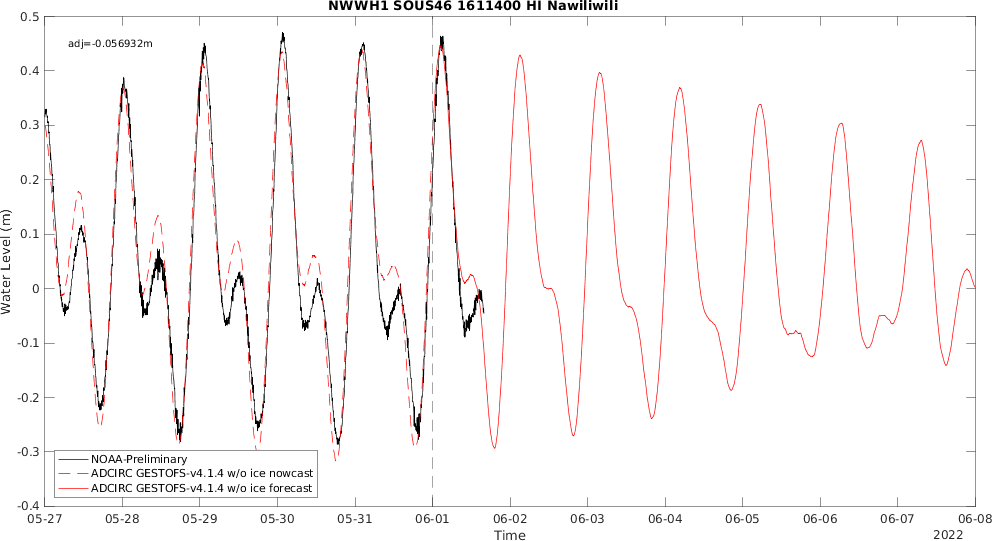 NWWH1 SOUS46 1611400 HI Nawiliwili
adj=-0.056932m
Water Level (m)
0.5
0.4
0.3
0.2
0.1
0
-0.1
-0.2
-0.3
-0.4
NOAA-Preliminary
ADCIRC GESTOFS-v4.1.4 w/o ice nowcast
ADCIRC GESTOFS-v4.1.4 w/o ice forecast
05-27 05-28 05-29 05-30 05-31 06-01 06-02 06-03 06-04 06-05 06-06 06-07 06-08
Time
2022